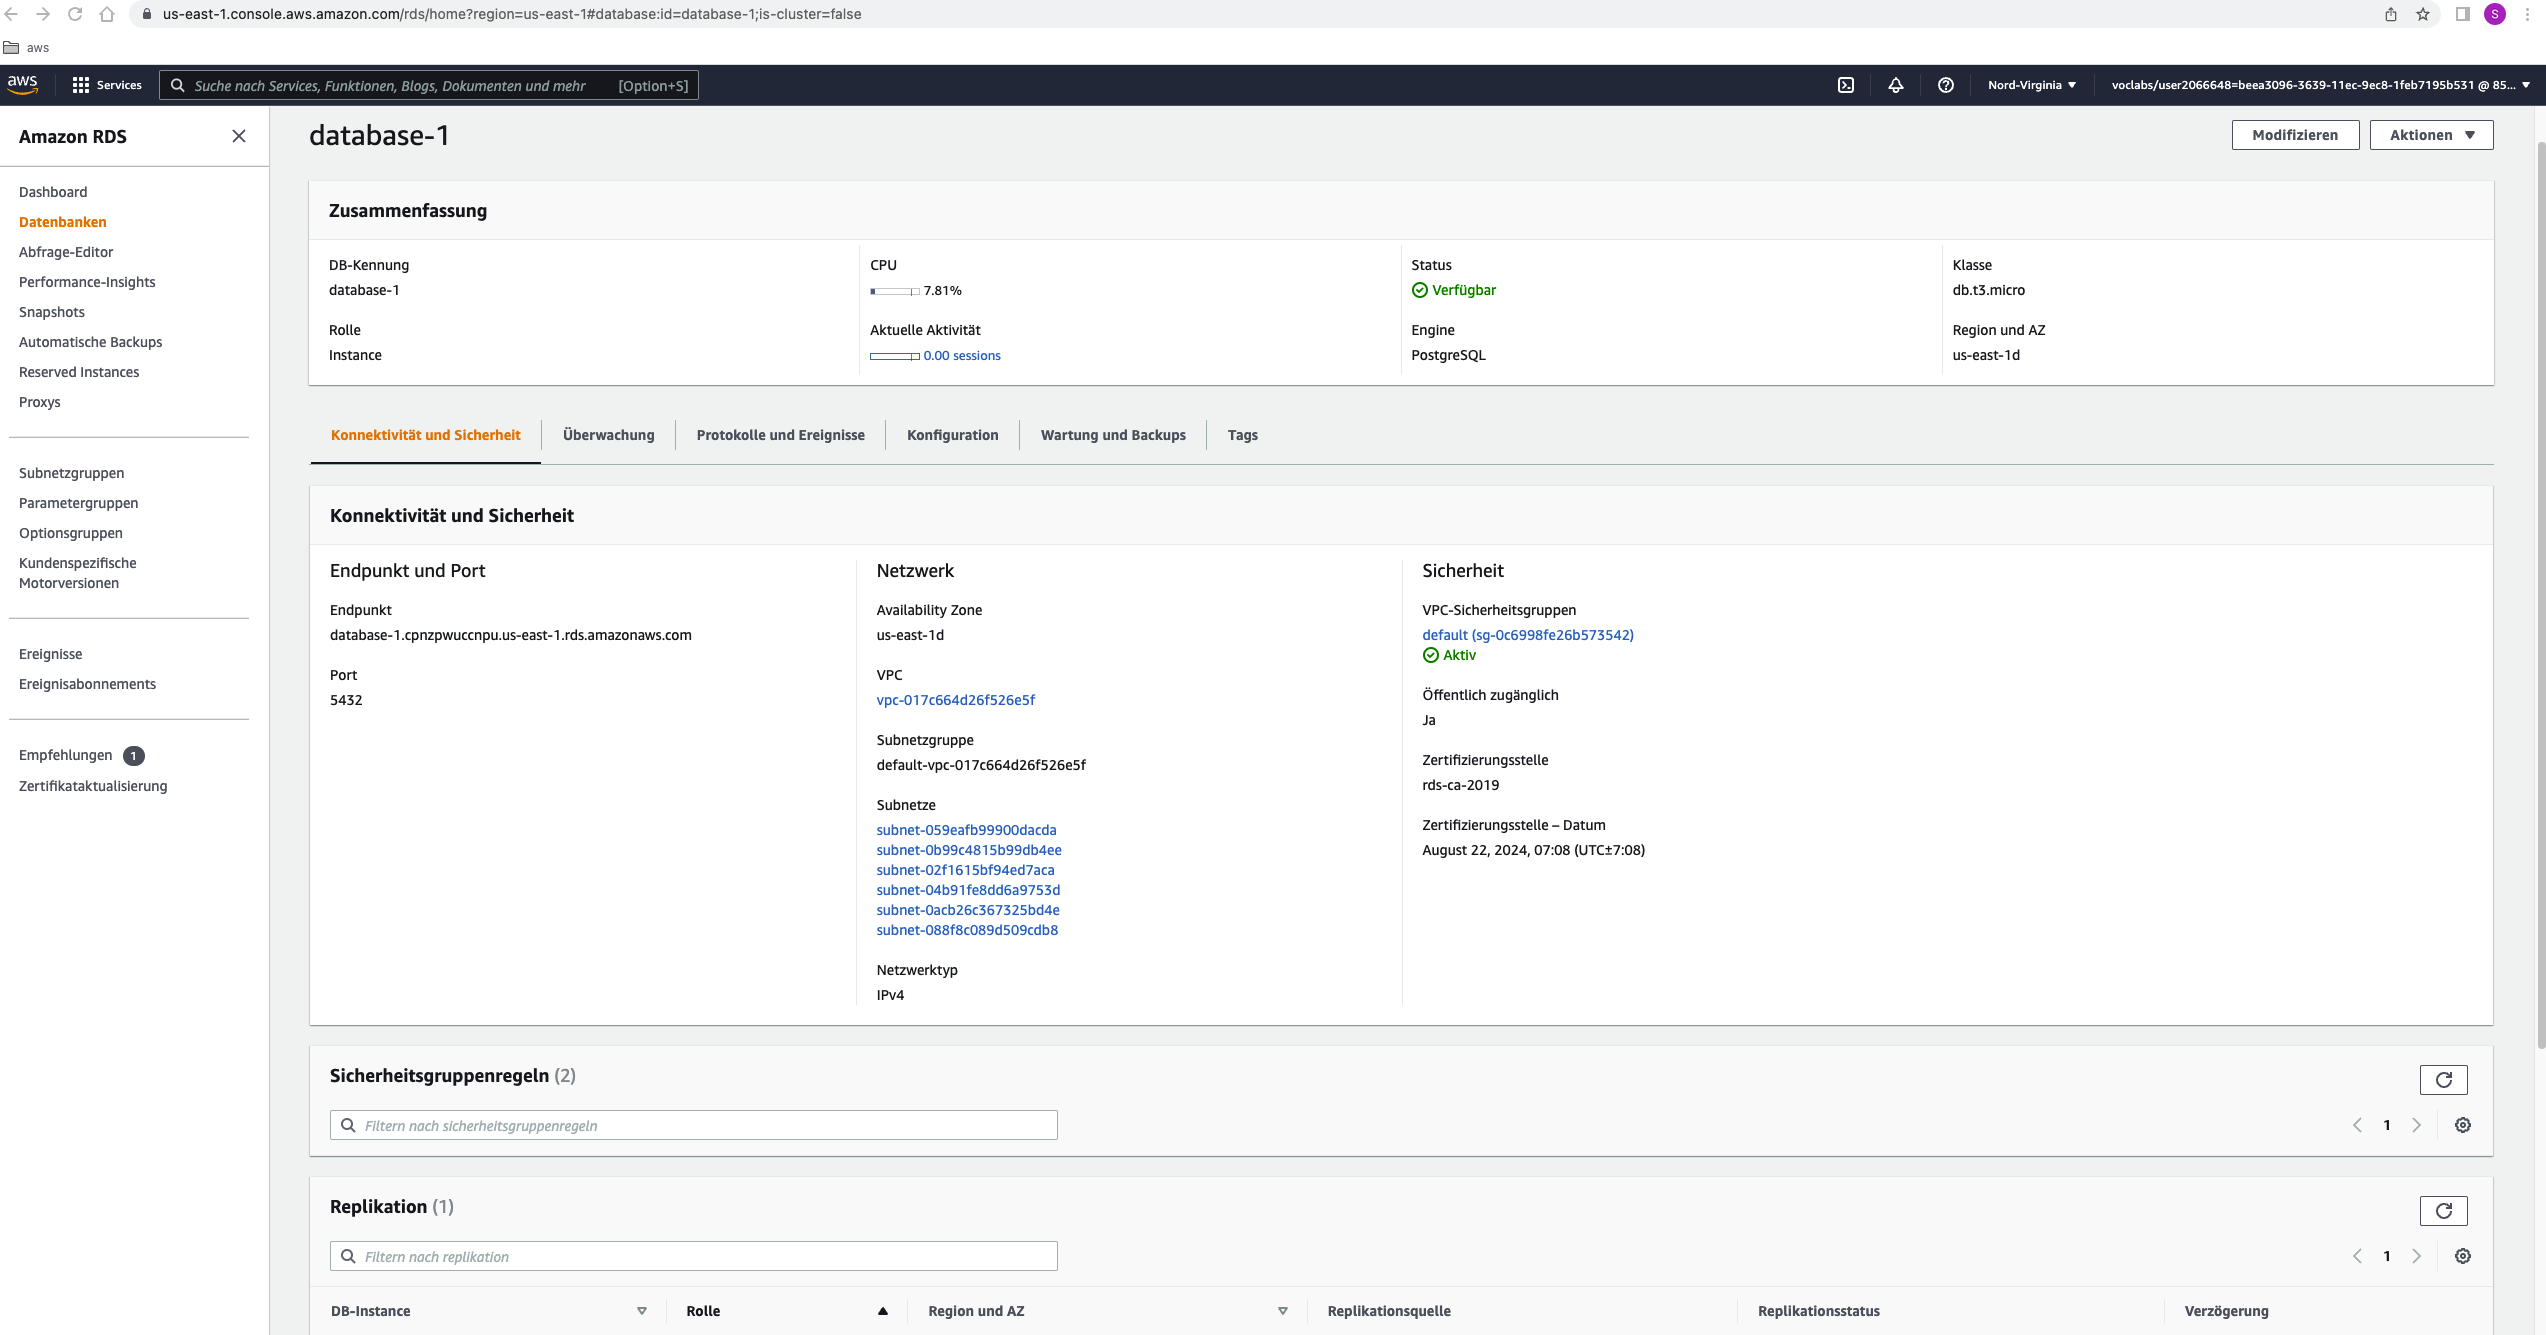 us-east-1.console.aws.amazon.com/rds/home?region=us-east-1#database:id=database-1;is-cluster=false
S
aws
aws
Services
Suche nach Services, Funktionen, Blogs, Dokumenten und mehr
[Option+S]
Nord-Virginia
voclabs/user2066648=beea3096-3639-11ec-9ec8-1feb7195b531 @ 85...
Amazon RDS
Dashboard
Datenbanken
Abfrage-Editor
Performance-Insights
Snapshots
Automatische Backups
Reserved Instances
Proxys
Subnetzgruppen
Parametergruppen
Optionsgruppen
Kundenspezifische
Motorversionen
Ereignisse
Ereignisabonnements
Empfehlungen 1
Zertifikataktualisierung
database-1
Modifizieren
Aktionen
Zusammenfassung
DB-Kennung
database-1
Rolle
Instance
CPU
7.81%
Aktuelle Aktivität
0.00 sessions
Status
Verfügbar
Engine
PostgreSQL
Klasse
db.t3.micro
Region und AZ
us-east-1d
Konnektivität und Sicherheit
Überwachung
Protokolle und Ereignisse
Konfiguration
Wartung und Backups
Tags
Konnektivität und Sicherheit
Endpunkt und Port
Endpunkt
database-1.cpnzpwuccnpu.us-east-1.rds.amazonaws.com
Port
5432
Netzwerk
Availability Zone
us-east-1d
VPC
vpc-017c664d26f526e5f
Subnetzgruppe
default-vpc-017c664d26f526e5f
Subnetze
subnet-059eafb99900dacda
subnet-0b99c4815b99db4ee
subnet-02f1615bf94ed7aca
subnet-04b91fe8dd6a9753d
subnet-0acb26c367325bd4e
subnet-088f8c089d509cdb8
Netzwerktyp
IPv4
Sicherheit
VPC-Sicherheitsgruppen
default (sg-0c6998fe26b573542)
Aktiv
Öffentlich zugänglich
Ja
Zertifizierungsstelle
rds-ca-2019
Zertifizierungsstelle – Datum
August 22, 2024, 07:08 (UTC±7:08)
Sicherheitsgruppenregeln (2)
Filtern nach sicherheitsgruppenregeln
1
Replikation (1)
Filtern nach replikation
1
DB-Instance
Rolle
Region und AZ
Replikationsquelle
Replikationsstatus
Verzögerung